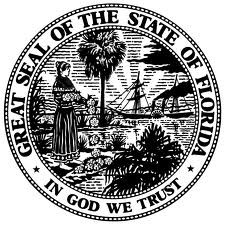 GREAT SEAL OF THE STATE OF FLORIDA
IN GOD WE TRUST